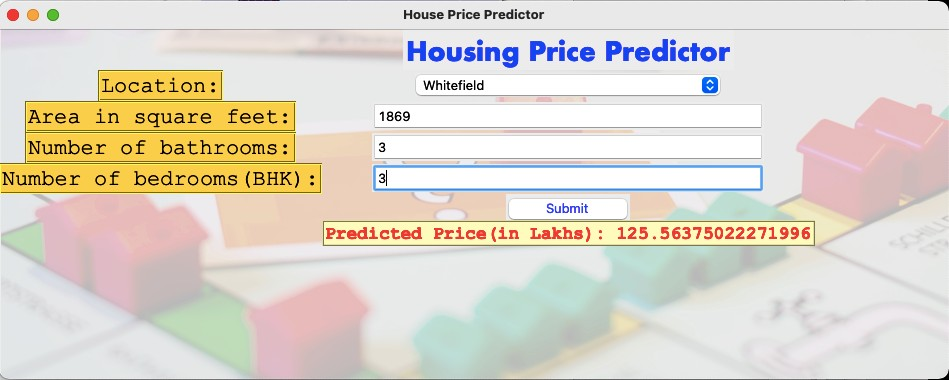 House Price Predictor
Housing Price Predictor
Location:
Whitefield
Area in square feet:
1869
Number of bathrooms:
3
Number of bedrooms(BHK):
3
Submit
Predicted Price(in Lakhs): 125.56375022271996